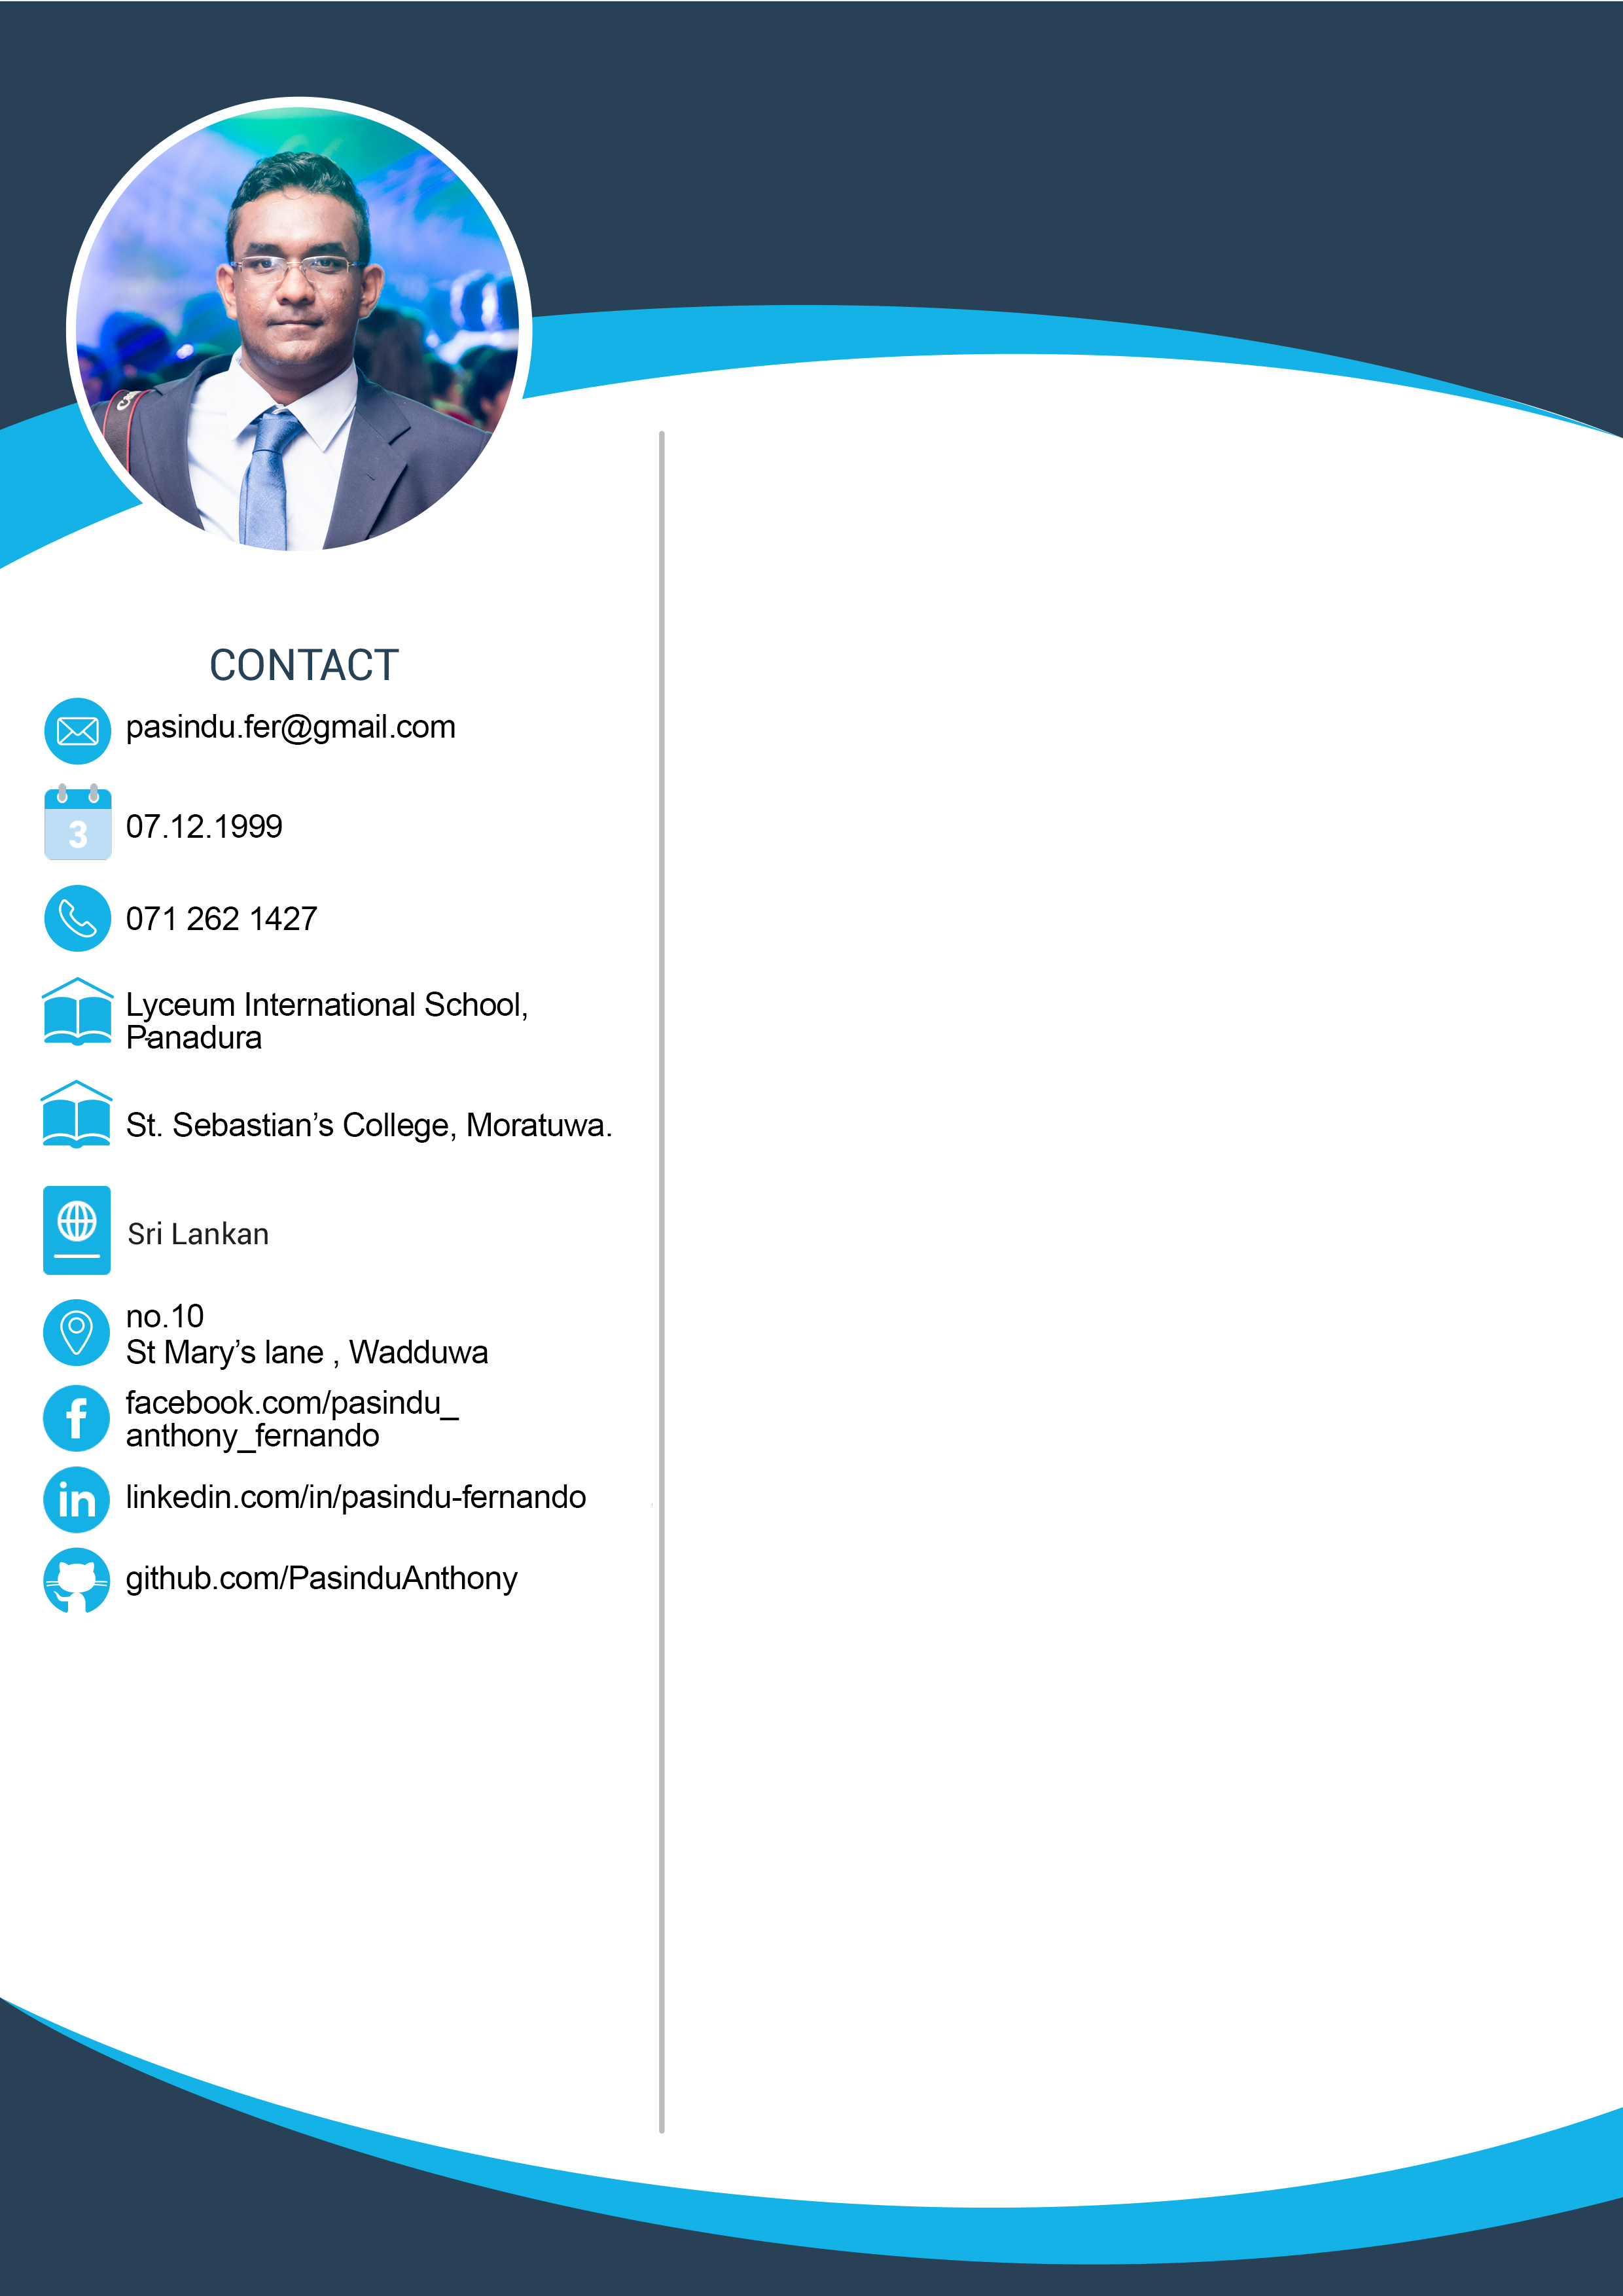 CONTACT
pasindu.fer@gmail.com
3
07.12.1999
071 262 1427
Lyceum International School,
Panadura
St. Sebastian’s College, Moratuwa.
Sri Lankan
no.10
St Mary’s lane , Wadduwa
facebook.com/pasindu_
anthony_fernando
f
in
linkedin.com/in/pasindu-fernando
github.com/PasinduAnthony